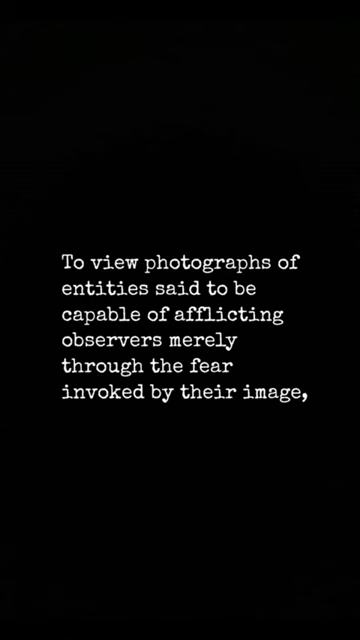 To view photographs of
entities said to be
capable of afflicting
observers merely
through the fear
invoked by their image,